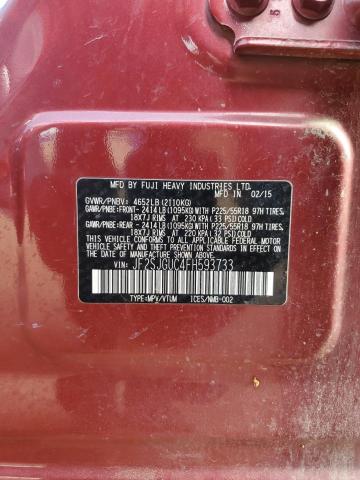 5
MFD BY FUJI HEAVY INDUSTRIES LTD.
MFD IN 02/15
GVWR/PNBV: 4652LB(2110KG)
GAWR/PNBE:FRONT- 2414LB(1095KG)WITH P225/55R18 97H TIRES,
18X7J RIMS AT 230 KPA(33 PSI)COLD
GAWR/PNBE:REAR - 2414LB(1095KG)WITH P225/55R18 97H TIRES,
18X7J RIMS AT 220 KPA(32 PSI)COLD
THIS VEHICLE CONFORMS TO ALL APPLICABLE
FEDERAL MOTOR VEHICLE SAFETY, BUMPER, AND
THEFT PREVENTION STANDARDS IN EFFECT ON THE
DATE OF MANUFACTURE SHOWN ABOVE.
VIN: JF2SJGUC4FH593733
TYPE:MPV/VTUM ICES/NMB-002